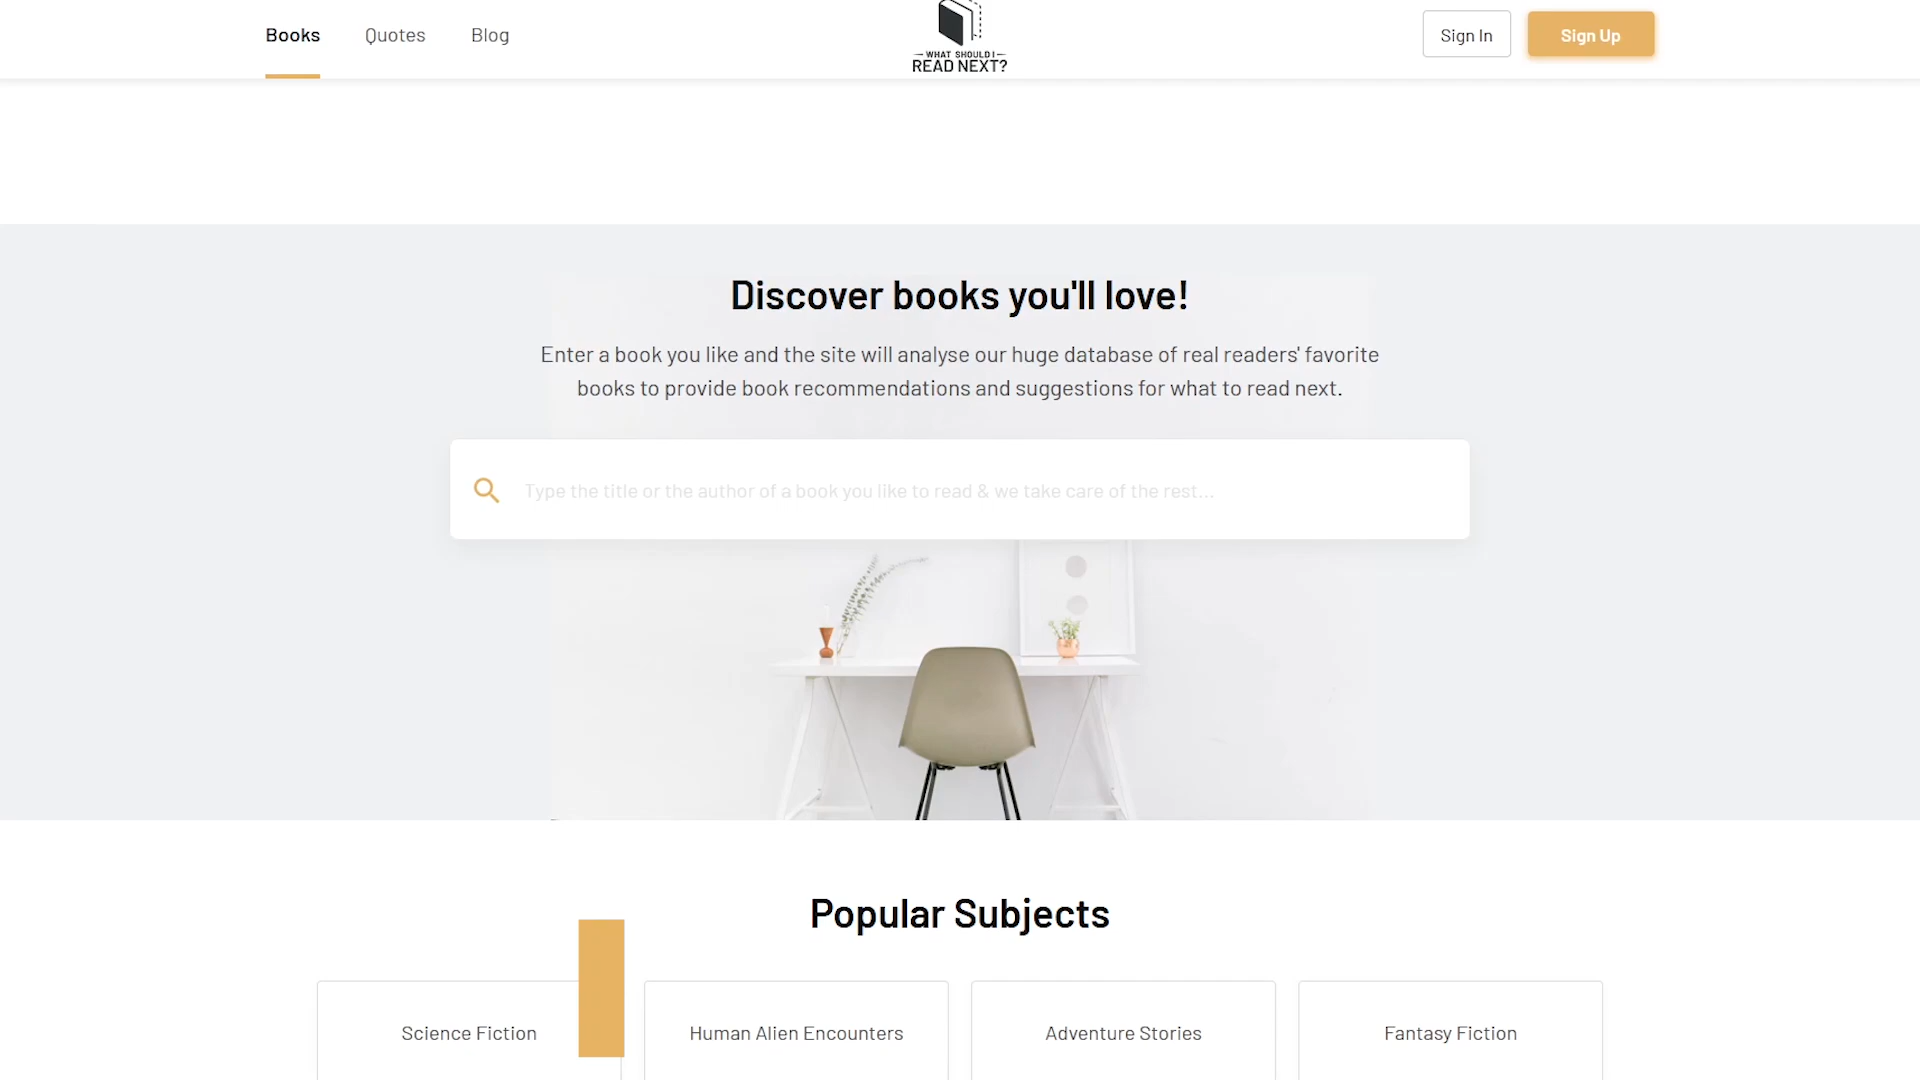 Books
Quotes
Blog
WHAT SHOULD I
READ NEXT?
Sign In
Sign Up
Discover books you'll love!
Enter a book you like and the site will analyse our huge database of real readers' favorite
books to provide book recommendations and suggestions for what to read next.
Type the title or the author of a book you like to read & we take care of the rest...
Popular Subjects
Science Fiction
Human Alien Encounters
Adventure Stories
Fantasy Fiction